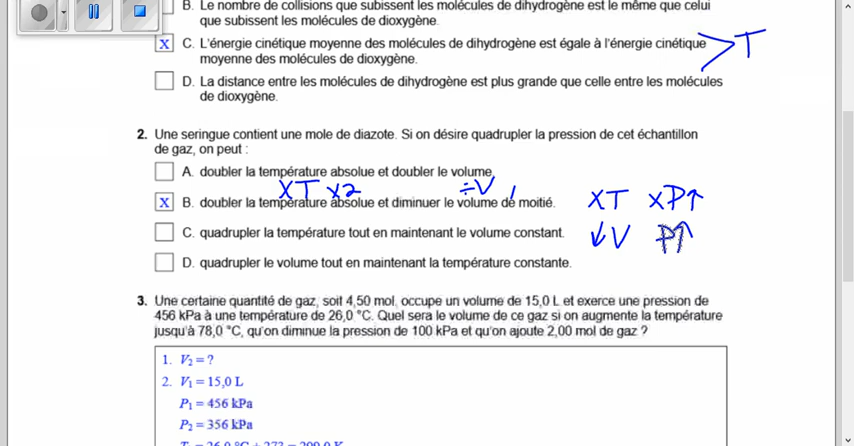 B. Le nombre de collisions que subissent les molécules de dihydrogène est le même que celui
que subissent les molécules de dioxygène.
X C. L'énergie cinétique moyenne des molécules de dihydrogène est égale à l'énergie cinétique
moyenne des molécules de dioxygène.
> T
D. La distance entre les molécules de dihydrogène est plus grande que celle entre les molécules
de dioxygène.
2. Une seringue contient une mole de diazote. Si on désire quadrupler la pression de cet échantillon
de gaz, on peut :
A. doubler la température absolue et doubler le volume.
XT x2 ÷V
X B. doubler la température absolue et diminuer le volume de moitié.
XT XP↑
C. quadrupler la température tout en maintenant le volume constant.
↓V P↑
D. quadrupler le volume tout en maintenant la température constante.
3. Une certaine quantité de gaz, soit 4,50 mol, occupe un volume de 15,0 L et exerce une pression de
456 kPa à une température de 26,0 °C. Quel sera le volume de ce gaz si on augmente la température
jusqu'à 78,0 °C, qu'on diminue la pression de 100 kPa et qu'on ajoute 2,00 mol de gaz ?
1. V₂ = ?
2. V₁ = 15,0 L
P₁ = 456 kPa
P₂ = 356 kPa